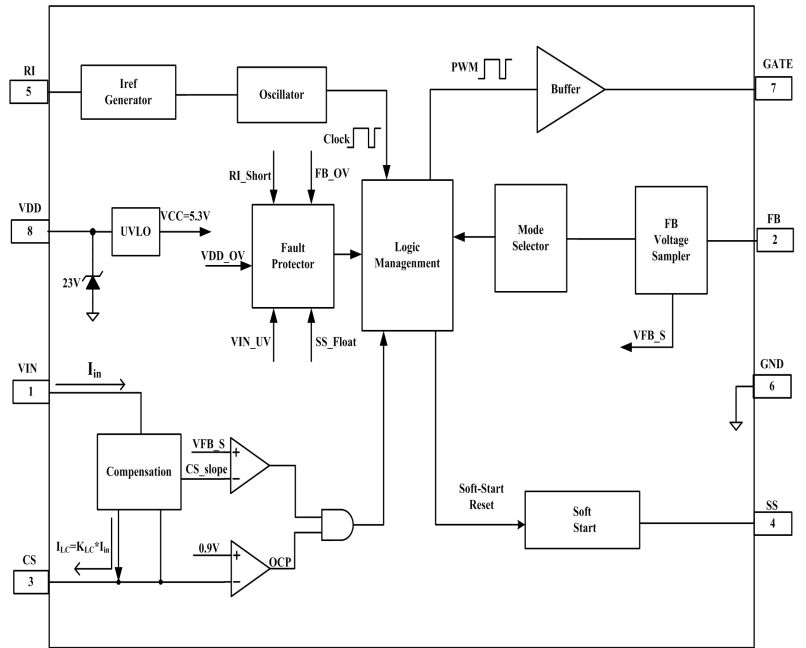 RI
5
Iref
Generator
Oscillator
PWM
Buffer
GATE
7
Clock
RI_Short
FB_OV
VDD
8
UVLO
VCC=5.3V
23V
VDD_OV
Fault
Protector
VIN_UV
SS_Float
Logic
Managenment
Mode
Selector
FB
Voltage
Sampler
FB
2
VFB_S
GND
6
VIN
1
Iin
Compensation
VFB_S
+
CS_slope
−
Soft-Start
Reset
Soft
Start
SS
4
ILC=KLC*Iin
CS
3
0.9V
+
OCP
−